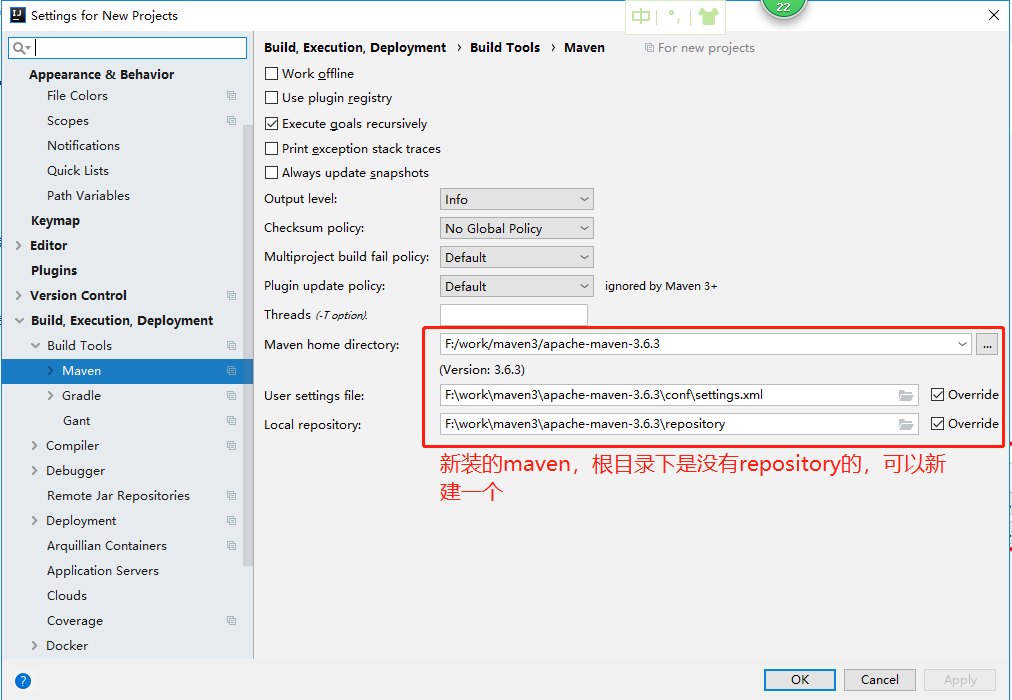 Settings for New Projects
中 °,
22
Build, Execution, Deployment › Build Tools › Maven For new projects
Appearance & Behavior
File Colors
Scopes
Notifications
Quick Lists
Path Variables
Keymap
Editor
Plugins
Version Control
Build, Execution, Deployment
Build Tools
Maven
Gradle
Gant
Compiler
Debugger
Remote Jar Repositories
Deployment
Arquillian Containers
Application Servers
Clouds
Coverage
Docker
Work offline
Use plugin registry
Execute goals recursively
Print exception stack traces
Always update snapshots
Output level: Info
Checksum policy: No Global Policy
Multiproject build fail policy: Default
Plugin update policy: Default ignored by Maven 3+
Threads (-T option).
Maven home directory: F:/work/maven3/apache-maven-3.6.3 ...
(Version: 3.6.3)
User settings file: F:\work\maven3\apache-maven-3.6.3\conf\settings.xml Override
Local repository: F:\work\maven3\apache-maven-3.6.3\repository Override
新装的maven，根目录下是没有repository的，可以新
建一个
? OK Cancel Apply